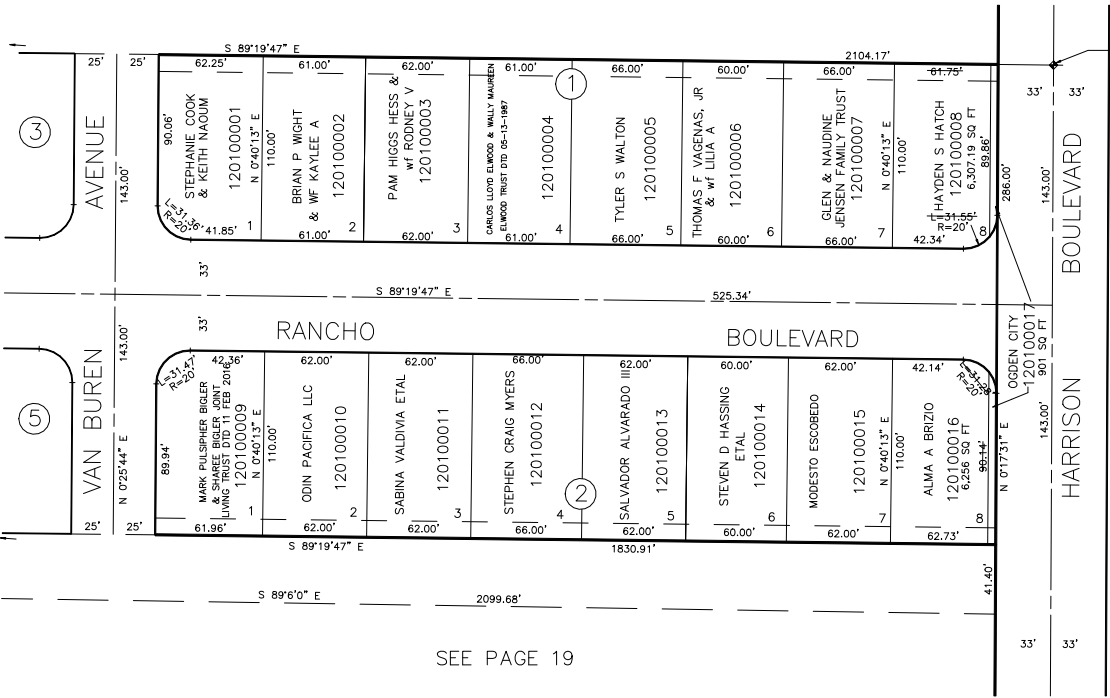 S 89°19'47" E
2104.17'
25'
25'
62.25'
61.00'
62.00'
61.00'
66.00'
60.00'
66.00'
61.75'
33'
33'
3
AVENUE
143.00'
90.06'
STEPHANIE COOK
& KEITH NAOUM
120100001
N 0°40'13" E
110.00'
L=31.36'
R=20'
41.85'
1
BRIAN P WIGHT
& WF KAYLEE A
120100002
61.00'
2
PAM HIGGS HESS &
wf RODNEY V
120100003
62.00'
3
CARLOS LLOYD ELWOOD & WALLY MAUREEN
ELWOOD TRUST DTD 05-13-1987
120100004
61.00'
4
1
TYLER S WALTON
120100005
66.00'
5
THOMAS F VAGENAS, JR
& wf LILIA A
120100006
60.00'
6
GLEN & NAUDINE
JENSEN FAMILY TRUST
120100007
N 0°40'13" E
110.00'
66.00'
7
HAYDEN S HATCH
120100008
6,307.19 SQ FT
89.86'
L=31.55'
R=20'
42.34'
8
286.00'
143.00'
BOULEVARD
33'
S 89°19'47" E
525.34'
33'
RANCHO
BOULEVARD
OGDEN CITY
120100017
901 SQ FT
5
VAN BUREN
143.00'
N 0°25'44" E
L=31.47'
R=20'
42.36'
62.00'
62.00'
66.00'
62.00'
60.00'
62.00'
42.14'
L=31.28'
R=20'
89.94'
MARK PULSIPHER BIGLER
& SHAREE BIGLER JOINT
LIVING TRUST DTD 11 FEB 2016
120100009
N 0°40'13" E
110.00'
1
ODIN PACIFICA LLC
120100010
2
SABINA VALDIVIA ETAL
120100011
3
STEPHEN CRAIG MYERS
120100012
4
2
SALVADOR ALVARADO III
120100013
5
STEVEN D HASSING
ETAL
120100014
6
MODESTO ESCOBEDO
120100015
N 0°40'13" E
110.00'
7
ALMA A BRIZIO
120100016
6,256 SQ FT
90.14'
8
N 0°17'31" E
143.00'
HARRISON
25'
25'
61.96'
62.00'
62.00'
66.00'
62.00'
60.00'
62.00'
62.73'
S 89°19'47" E
1830.91'
41.40'
S 89°6'0" E
2099.68'
33'
33'
SEE PAGE 19